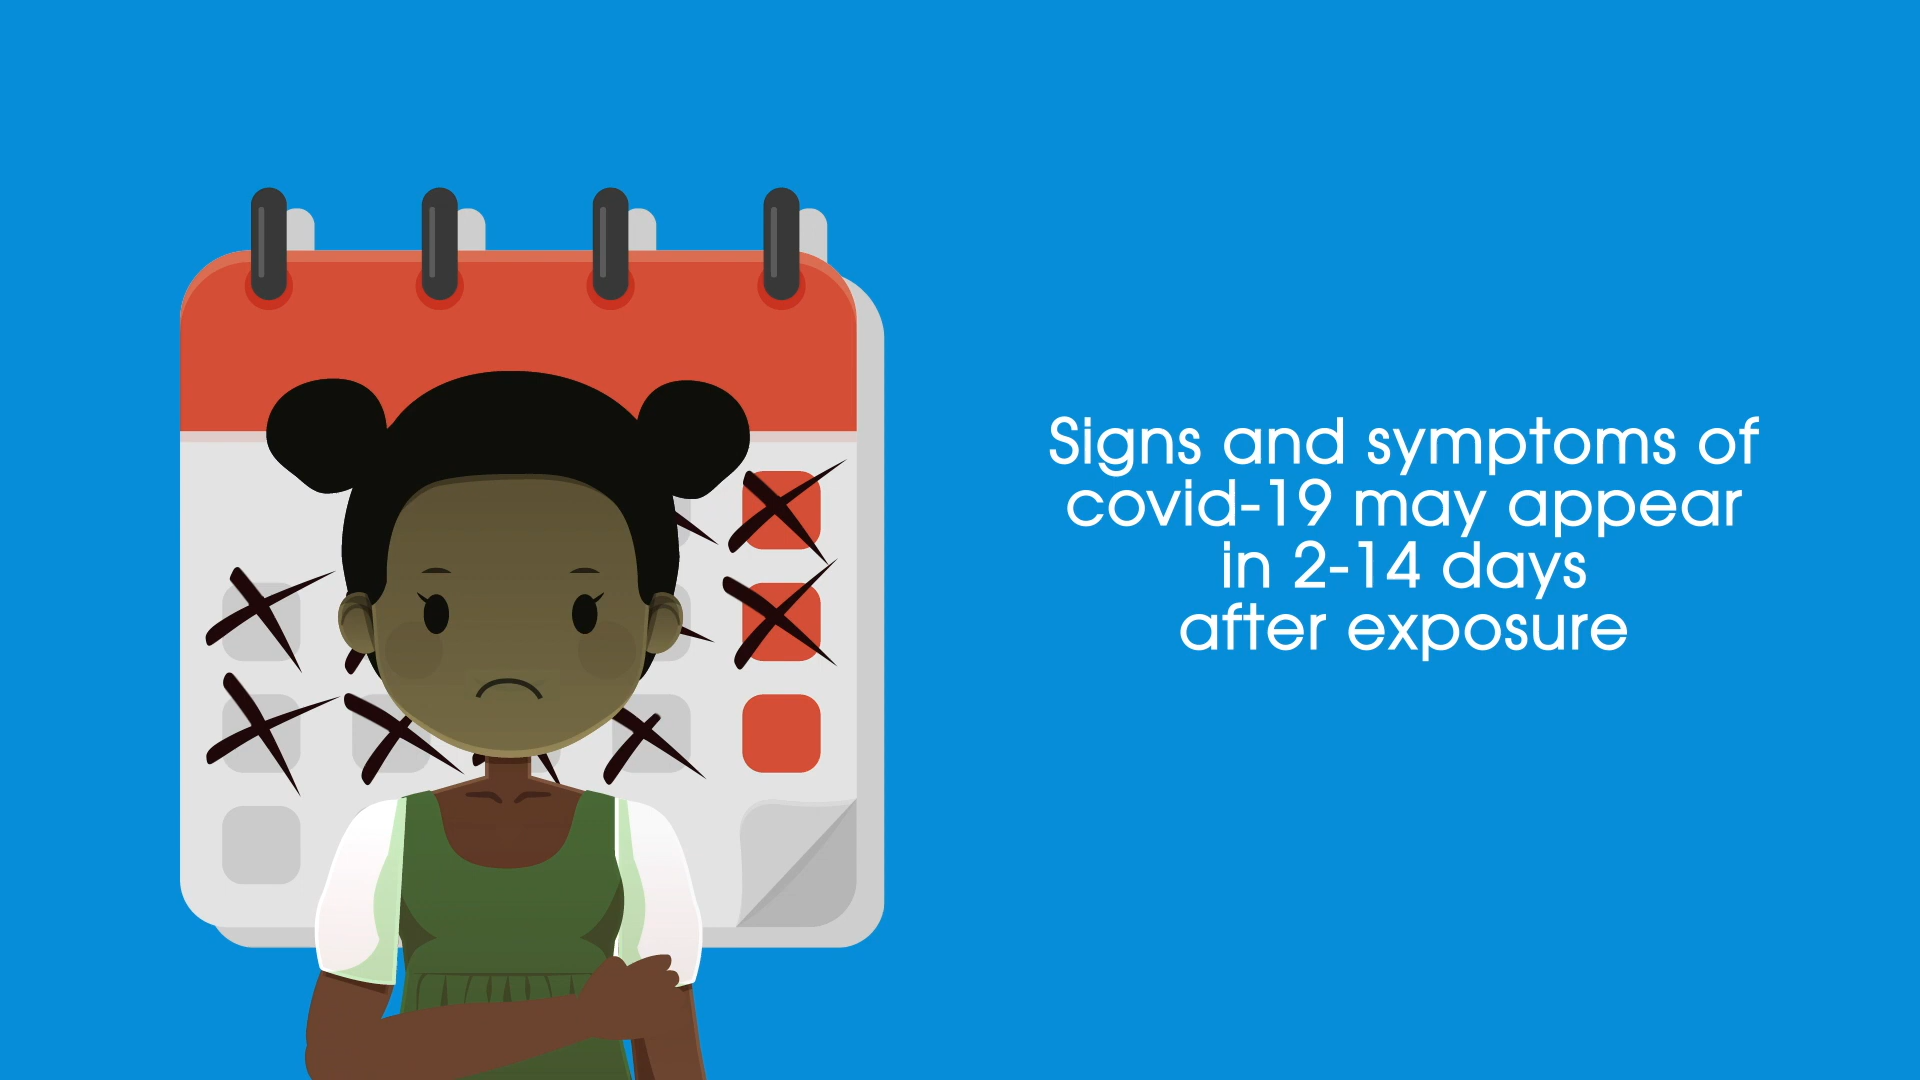 Signs and symptoms of
covid-19 may appear
in 2-14 days
after exposure